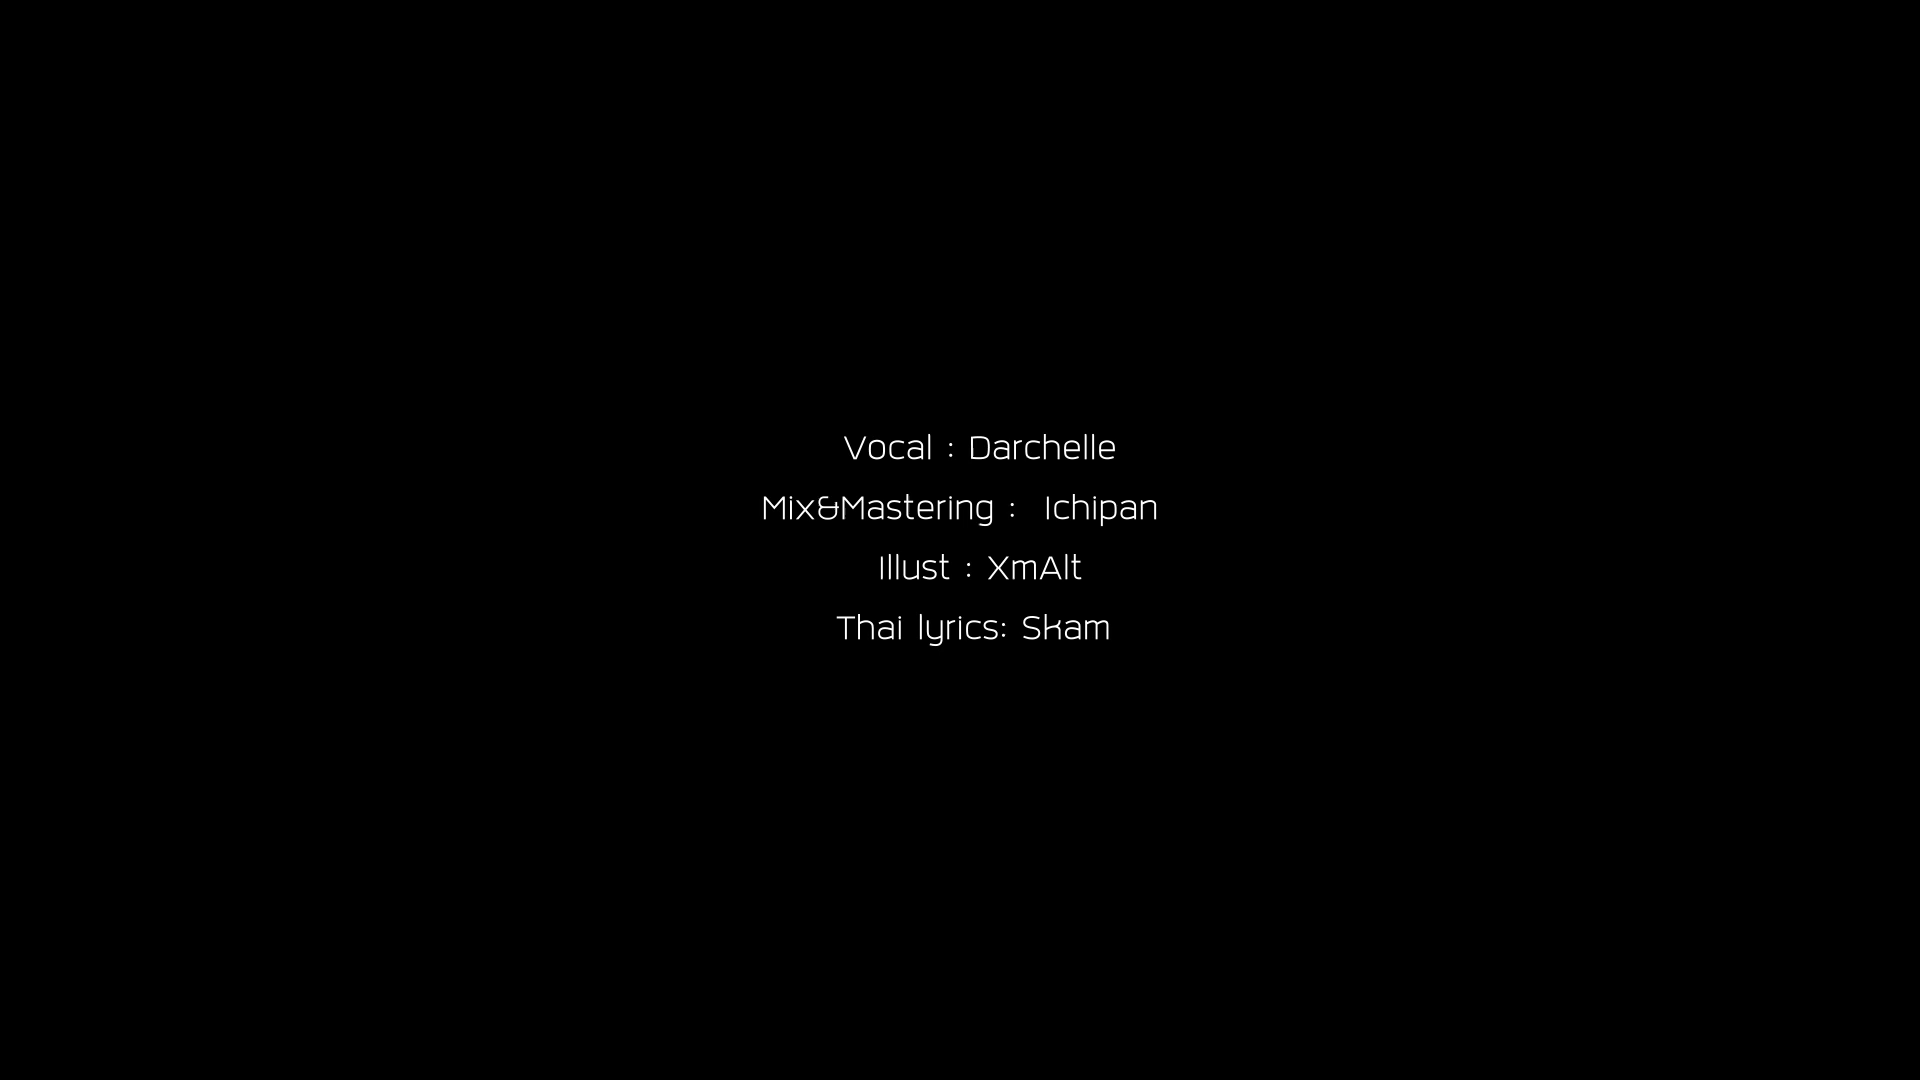 Vocal : Darchelle
Mix&Mastering :  Ichipan
Illust : XmAlt
Thai lyrics: Skam